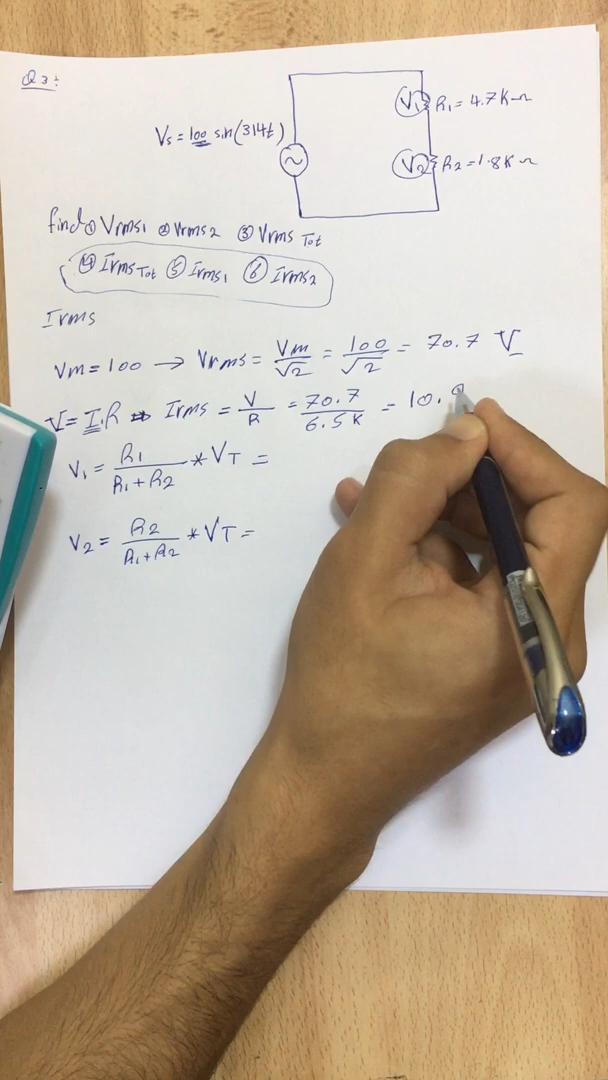 Q3:
Vs = 100 sin(314t)
V1 R1 = 4.7KΩ
V2 R2 = 1.8KΩ
find ① Vrms1 ② Vrms2 ③ Vrms Tot
④ Irms Tot ⑤ Irms1 ⑥ Irms2
Irms
Vm = 100 → Vrms = Vm/√2 = 100/√2 = 70.7 V
V = I.R ⇒ Irms = V/R = 70.7/6.5K = 10.
V1 = R1/(R1+R2) * VT =
V2 = R2/(R1+R2) * VT =